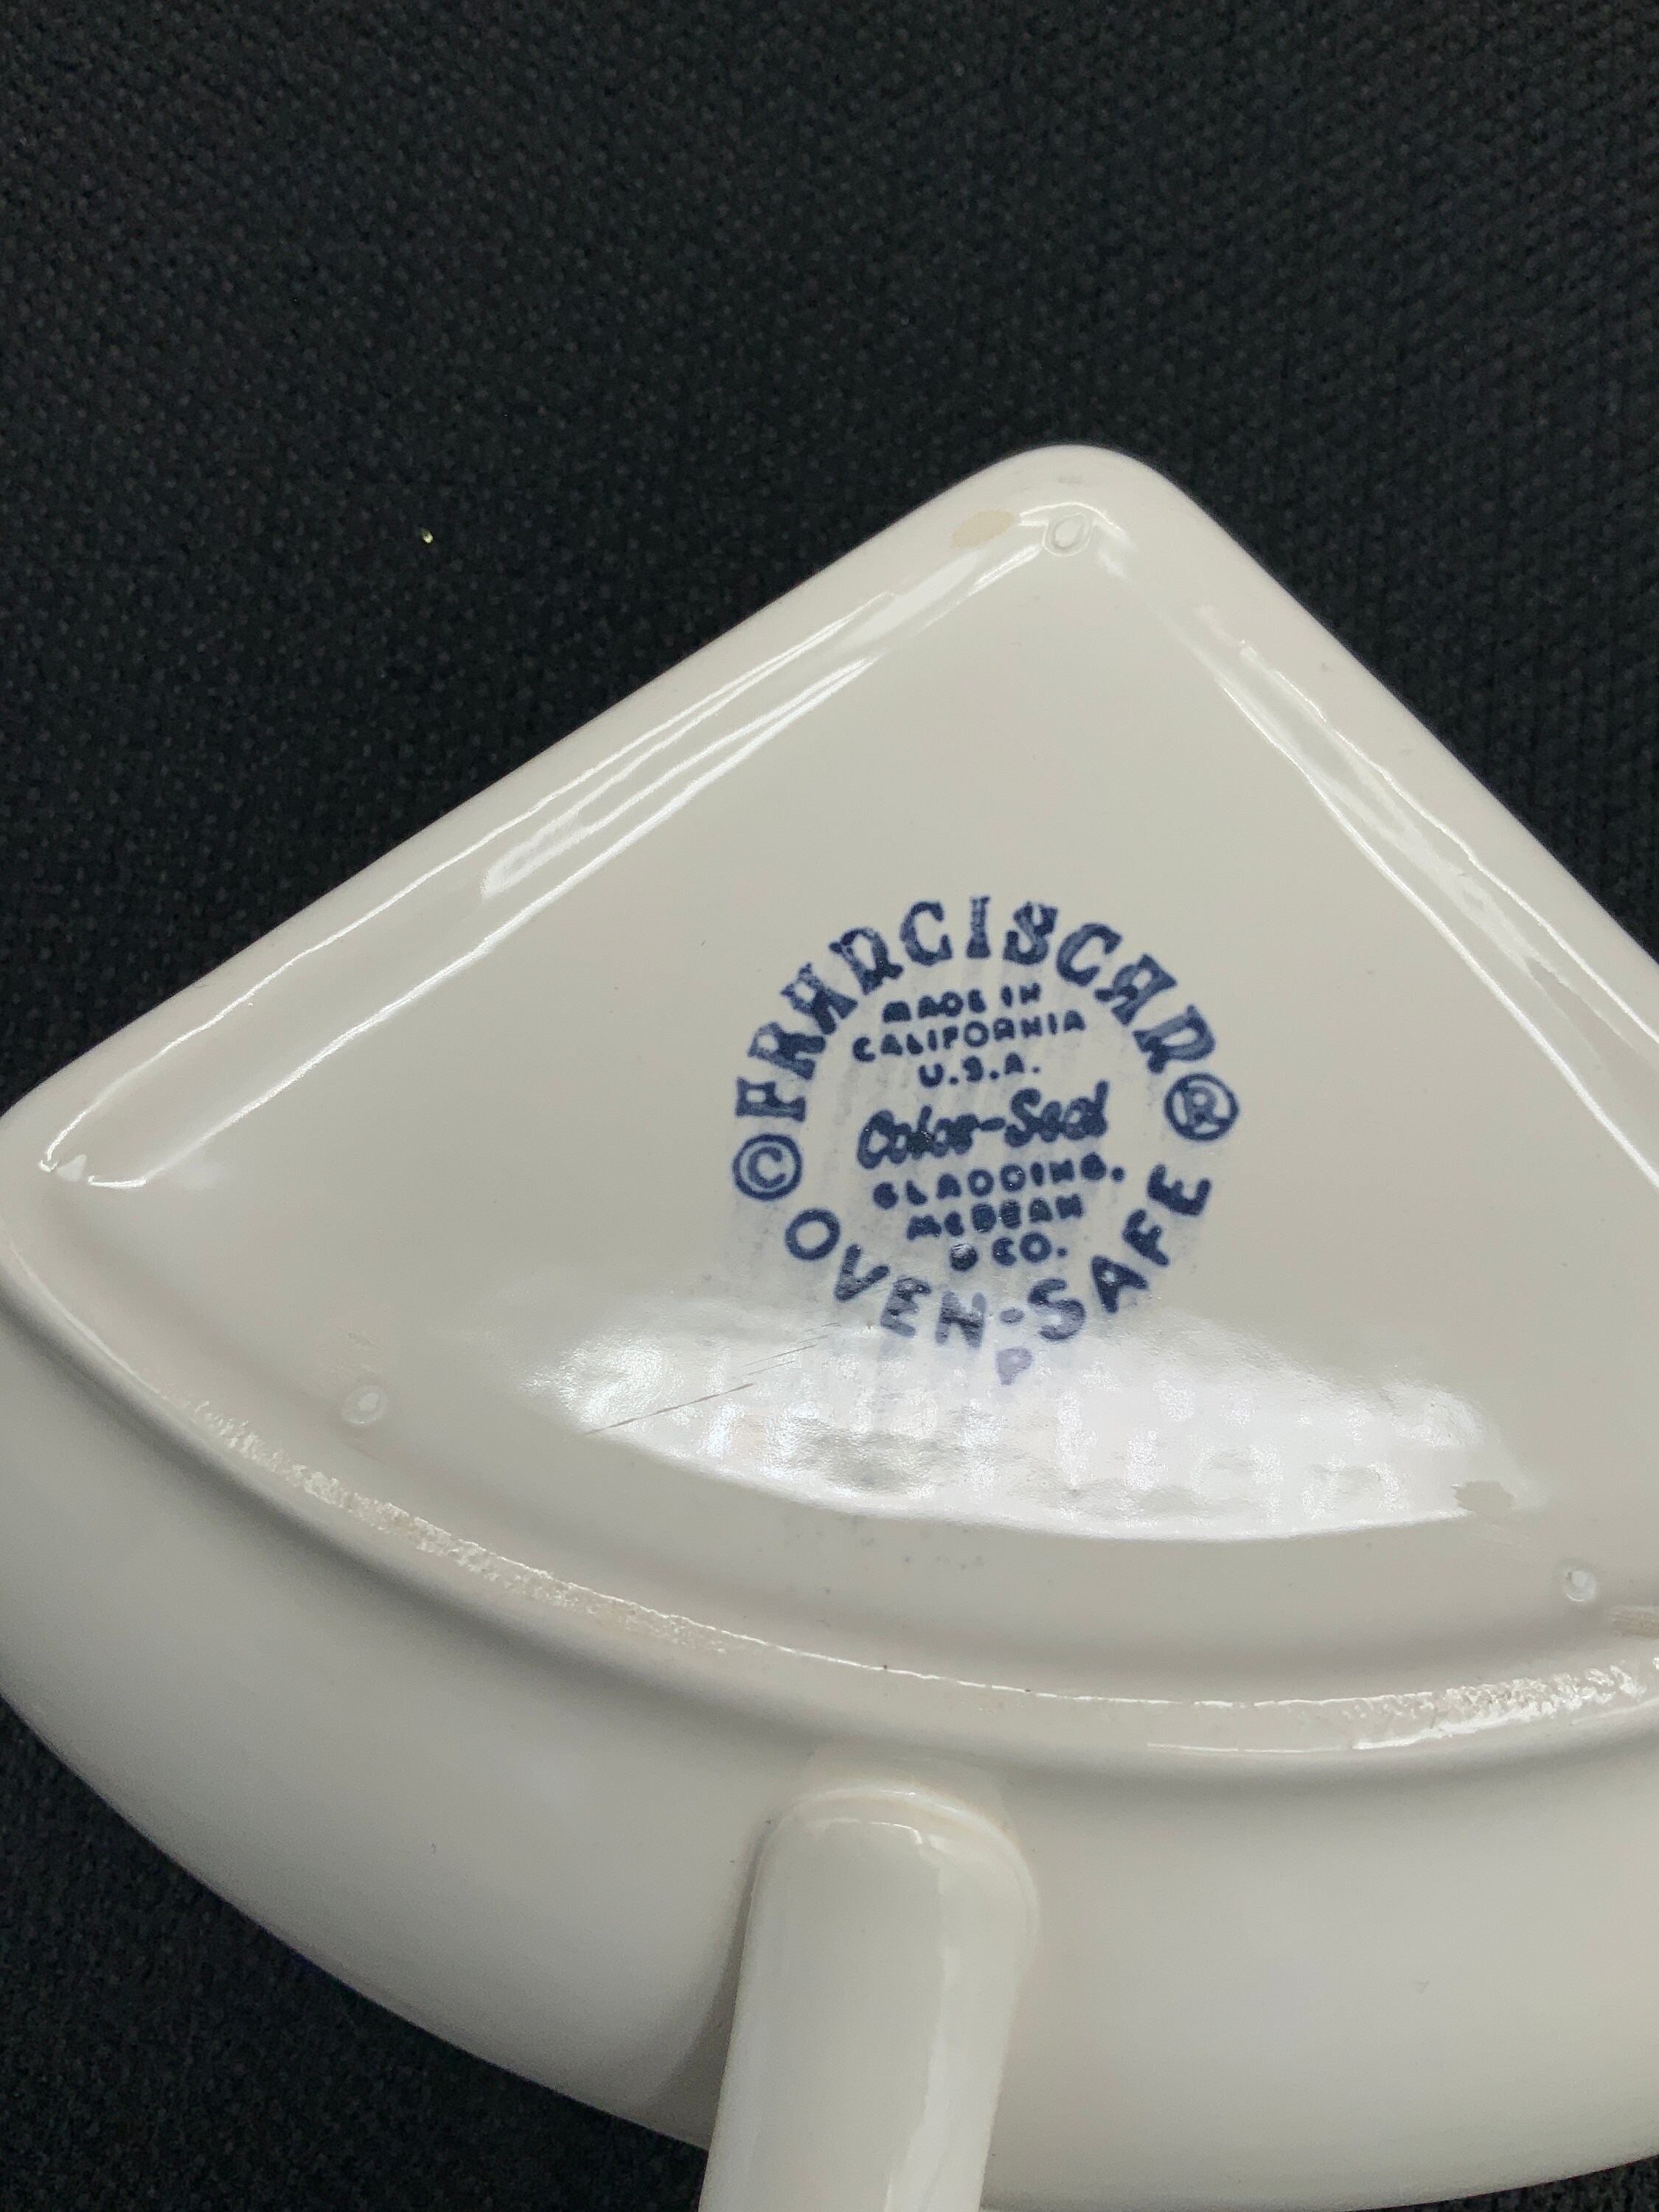 © FRANCISCAN ®
MADE IN
CALIFORNIA
U.S.A.
Color-Seal
GLADDING,
McBEAN
& CO.
OVEN-SAFE
P